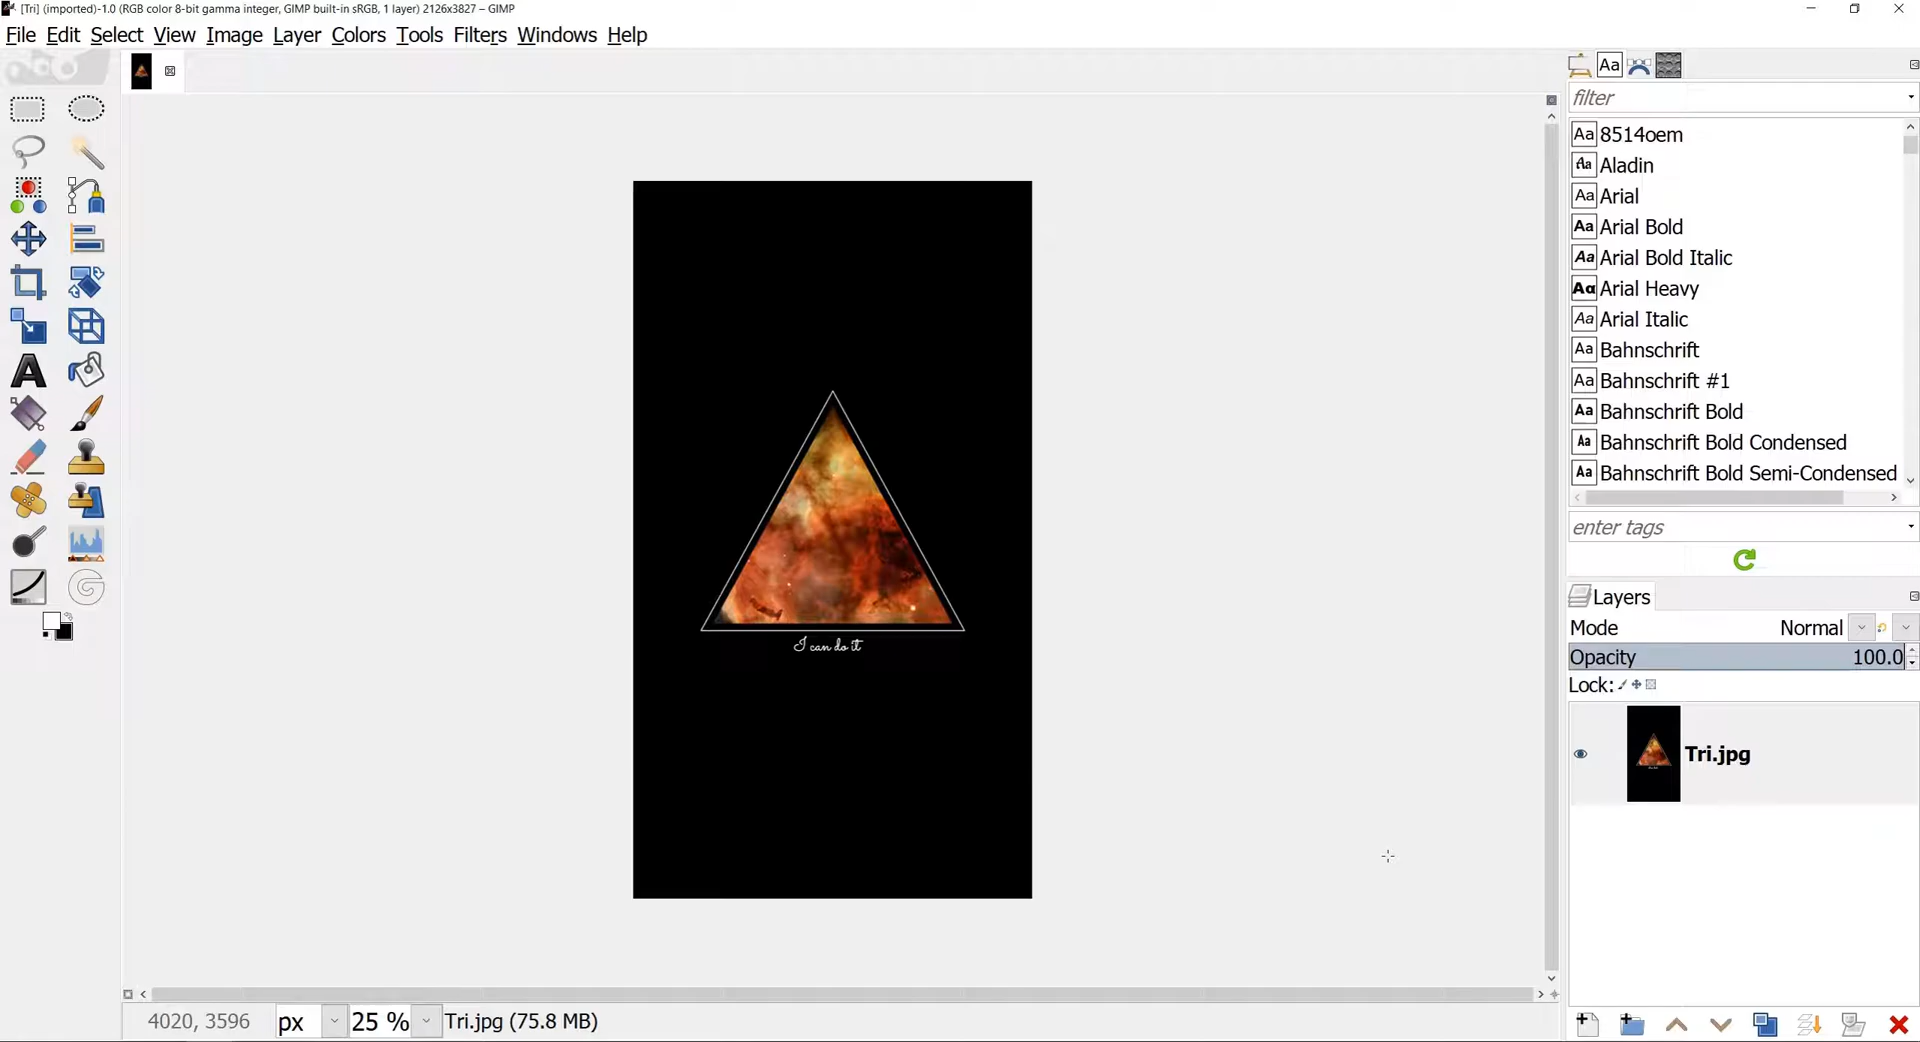 [Tri] (imported)-1.0 (RGB color 8-bit gamma integer, GIMP built-in sRGB, 1 layer) 2126x3827 – GIMP
File Edit Select View Image Layer Colors Tools Filters Windows Help
Aa
filter
Aa 8514oem
Aa Aladin
Aa Arial
Aa Arial Bold
Aa Arial Bold Italic
Aa Arial Heavy
Aa Arial Italic
Aa Bahnschrift
Aa Bahnschrift #1
Aa Bahnschrift Bold
Aa Bahnschrift Bold Condensed
Aa Bahnschrift Bold Semi-Condensed
enter tags
Layers
Mode Normal
Opacity 100.0
Lock:
Tri.jpg
I can do it
4020, 3596 px 25 % Tri.jpg (75.8 MB)